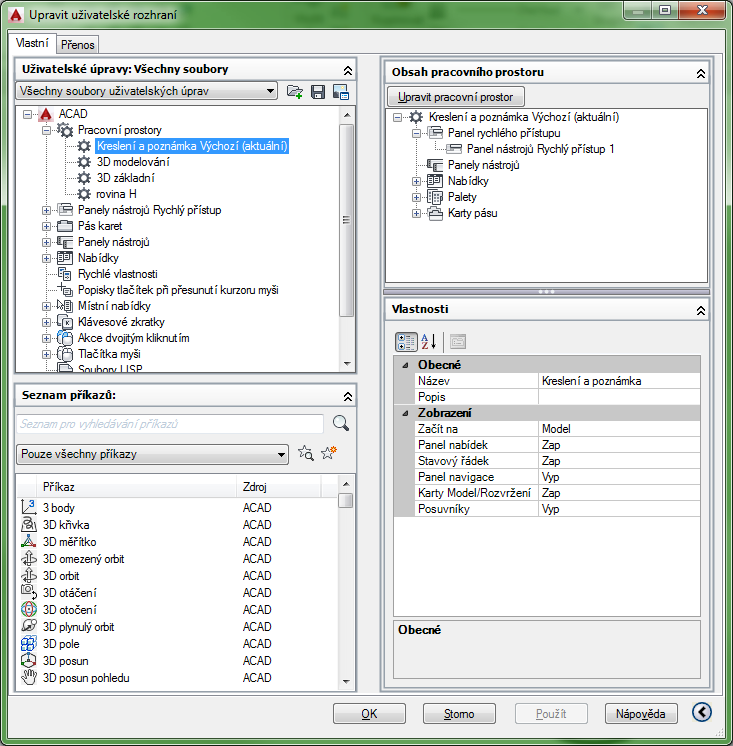 Upravit uživatelské rozhraní
Vlastní
Přenos
Uživatelské úpravy: Všechny soubory
Všechny soubory uživatelských úprav
ACAD
Pracovní prostory
Kreslení a poznámka Výchozí (aktuální)
3D modelování
3D základní
rovina H
Panely nástrojů Rychlý přístup
Pás karet
Panely nástrojů
Nabídky
Rychlé vlastnosti
Popisky tlačítek při přesunutí kurzoru myši
Místní nabídky
Klávesové zkratky
Akce dvojitým kliknutím
Tlačítka myši
Soubory LISP
Seznam příkazů:
Seznam pro vyhledávání příkazů
Pouze všechny příkazy
Příkaz Zdroj
3 body ACAD
3D křivka ACAD
3D měřítko ACAD
3D omezený orbit ACAD
3D orbit ACAD
3D otáčení ACAD
3D otočení ACAD
3D plynulý orbit ACAD
3D pole ACAD
3D posun ACAD
3D posun pohledu ACAD
Obsah pracovního prostoru
Upravit pracovní prostor
Kreslení a poznámka Výchozí (aktuální)
Panel rychlého přístupu
Panel nástrojů Rychlý přístup 1
Panely nástrojů
Nabídky
Palety
Karty pásu
Vlastnosti
Obecné
Název Kreslení a poznámka
Popis
Zobrazení
Začít na Model
Panel nabídek Zap
Stavový řádek Zap
Panel navigace Vyp
Karty Model/Rozvržení Zap
Posuvníky Vyp
Obecné
OK
Storno
Použít
Nápověda